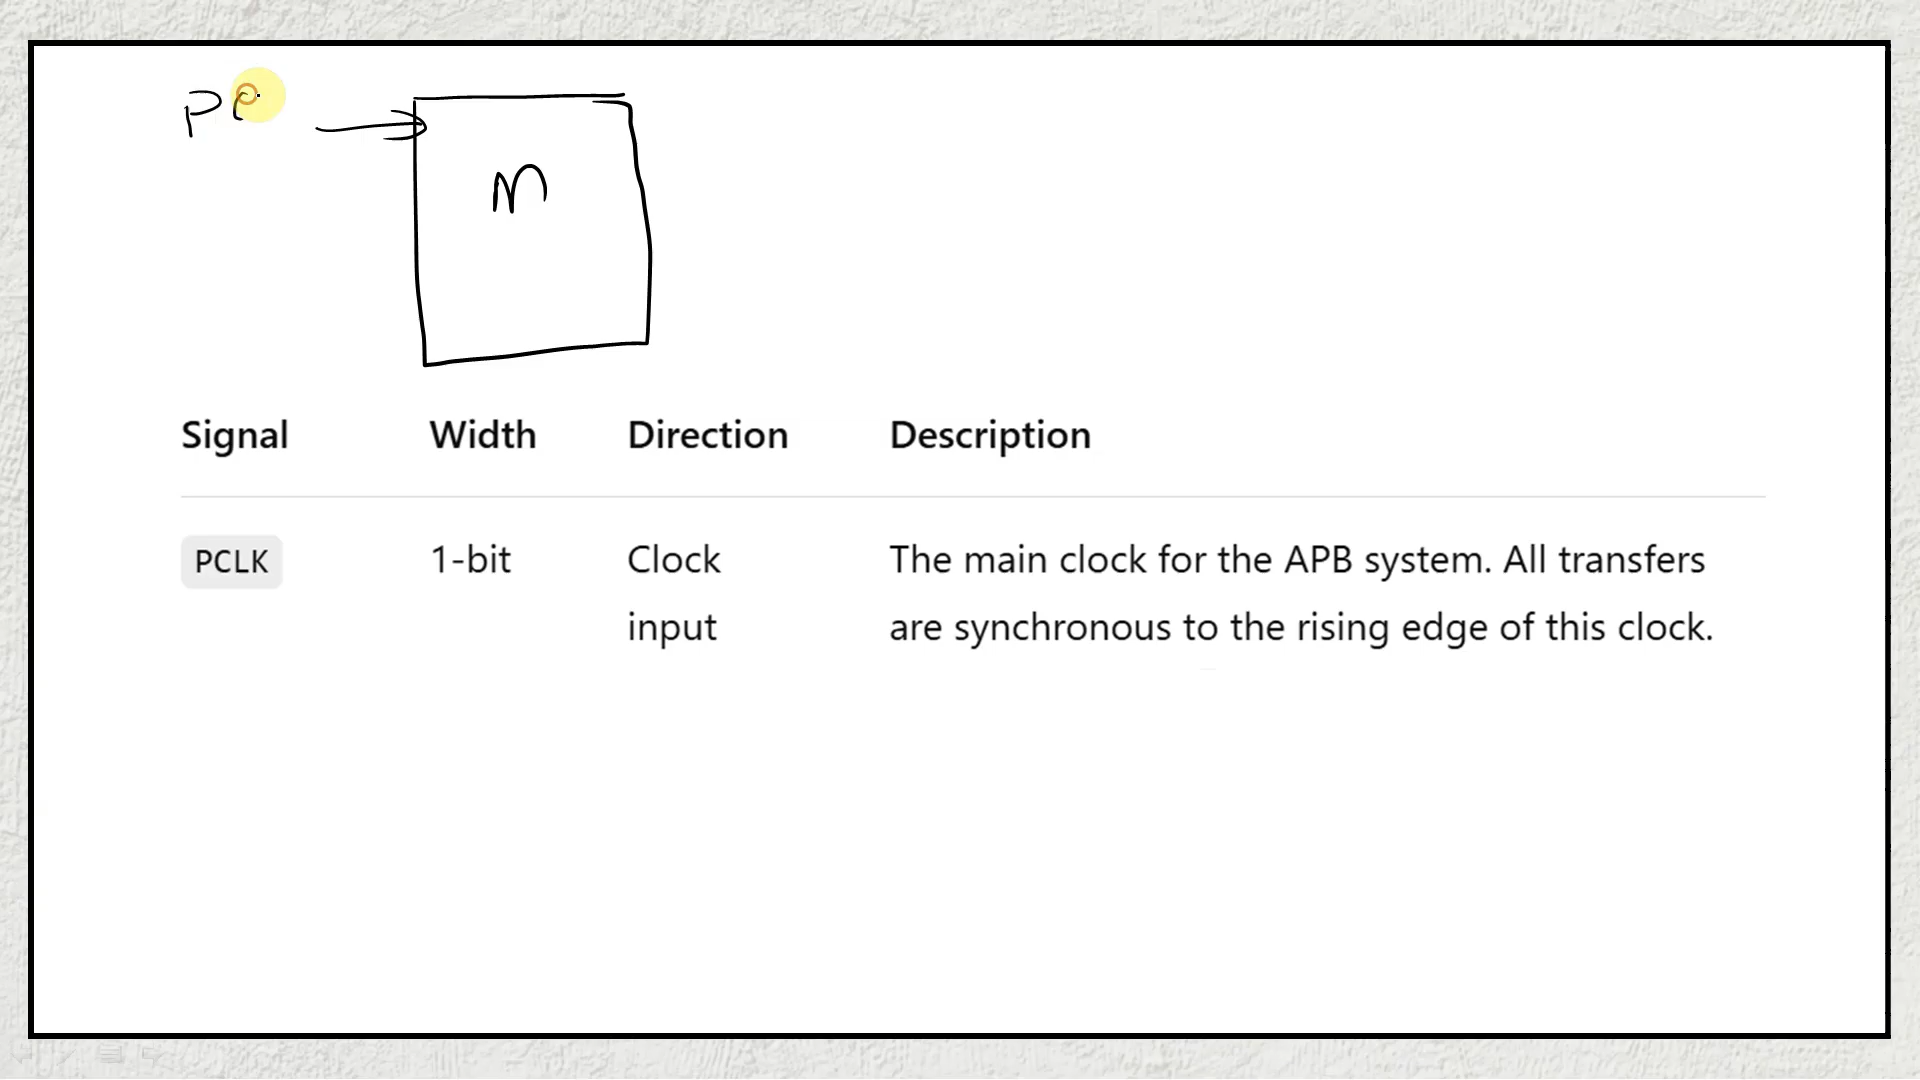 PC
m
Signal Width Direction Description
PCLK 1-bit Clock input The main clock for the APB system. All transfers
are synchronous to the rising edge of this clock.